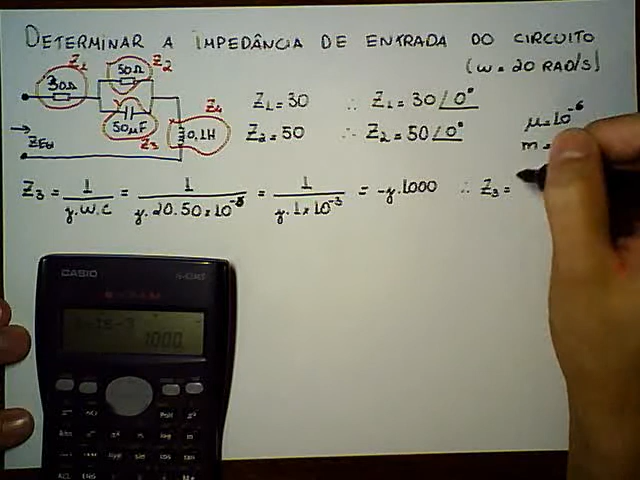 DETERMINAR A IMPEDÂNCIA DE ENTRADA DO CIRCUITO
(ω = 20 RAD/S)
Z1 Z2
30Ω 50Ω
50μF Z3 0,1H Z4
ZEQ
Z1 = 30 ∴ Z1 = 30/0°
Z2 = 50 ∴ Z2 = 50/0°
μ = 10^-6
m =
Z3 = 1/(y.ω.C) = 1/(y.20.50×10^-6) = 1/(y.1×10^-3) = -y.1000 ∴ Z3 =
CASIO
1000